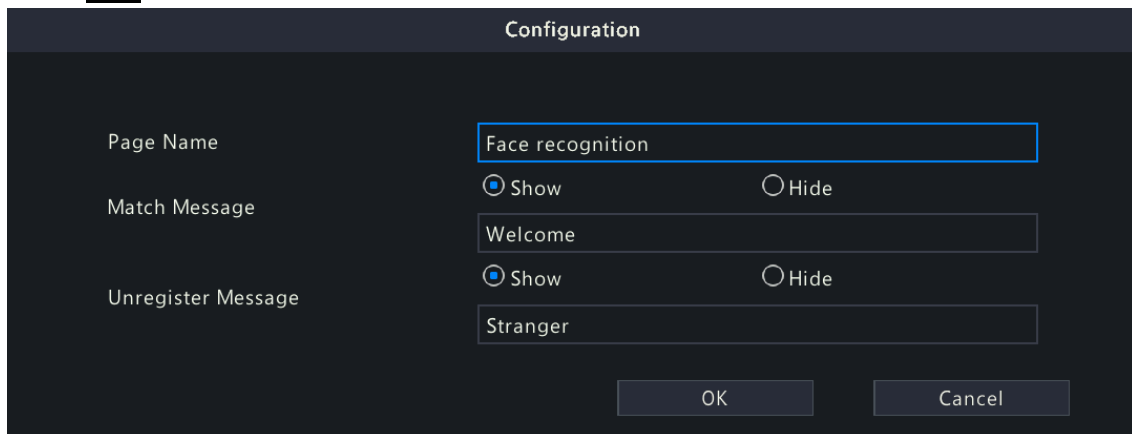 Configuration
Page Name
Face recognition
Show Hide
Match Message
Welcome
Show Hide
Unregister Message
Stranger
OK Cancel